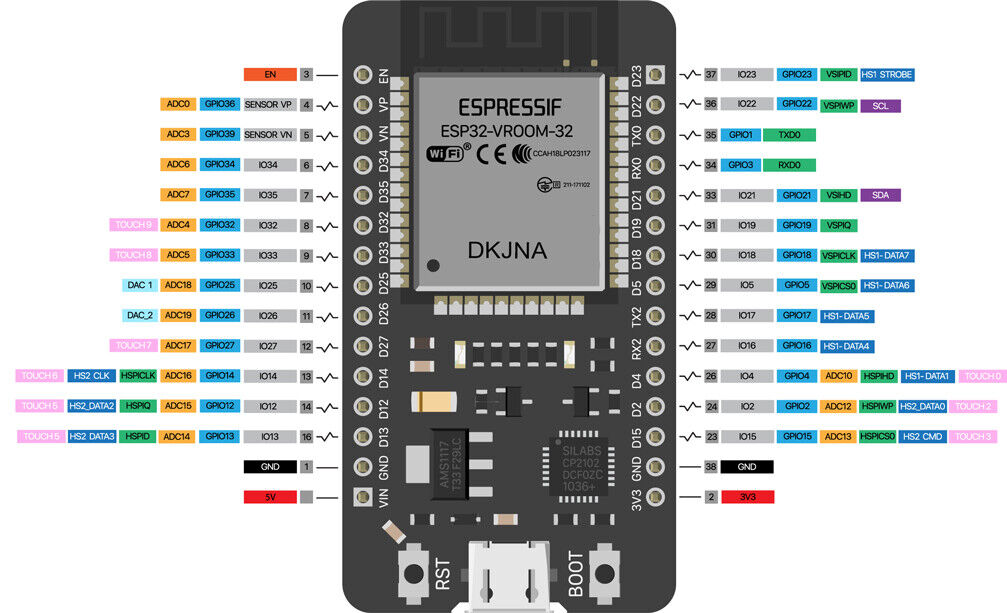 EN 3 EN
ADC0 GPIO36 SENSOR VP 4 VP
ADC3 GPIO39 SENSOR VN 5 VN
ADC6 GPIO34 IO34 6 D34
ADC7 GPIO35 IO35 7 D35
TOUCH 9 ADC4 GPIO32 IO32 8 D32
TOUCH 8 ADC5 GPIO33 IO33 9 D33
DAC 1 ADC18 GPIO25 IO25 10 D25
DAC_2 ADC19 GPIO26 IO26 11 D26
TOUCH 7 ADC17 GPIO27 IO27 12 D27
TOUCH 6 HS2 CLK HSPICLK ADC16 GPIO14 IO14 13 D14
TOUCH 5 HS2_DATA2 HSPIQ ADC15 GPIO12 IO12 14 D12
TOUCH 5 HS2 DATA3 HSPID ADC14 GPIO13 IO13 16 D13
GND 1 GND
5V VIN
ESPRESSIF
ESP32-VROOM-32
WiFi ® CE CCAH18LP023117
R 211-171102
DKJNA
AMS1117
T33 F29LC
SILABS
CP2102
DCF0ZC
1036+
RST
BOOT
D23 37 IO23 GPIO23 VSPID HS1 STROBE
D22 36 IO22 GPIO22 VSPIWP SCL
TX0 35 GPIO1 TXD0
RX0 34 GPIO3 RXD0
D21 33 IO21 GPIO21 VSIHD SDA
D19 31 IO19 GPIO19 VSPIQ
D18 30 IO18 GPIO18 VSPICLK HS1-DATA7
D5 29 IO5 GPIO5 VSPICS0 HS1-DATA6
TX2 28 IO17 GPIO17 HS1-DATA5
RX2 27 IO16 GPIO16 HS1-DATA4
D4 26 IO4 GPIO4 ADC10 HSPIHD HS1-DATA1 TOUCH 0
D2 24 IO2 GPIO2 ADC12 HSPIWP HS2_DATA0 TOUCH 2
D15 23 IO15 GPIO15 ADC13 HSPICS0 HS2 CMD TOUCH 3
GND 38 GND
3V3 2 3V3